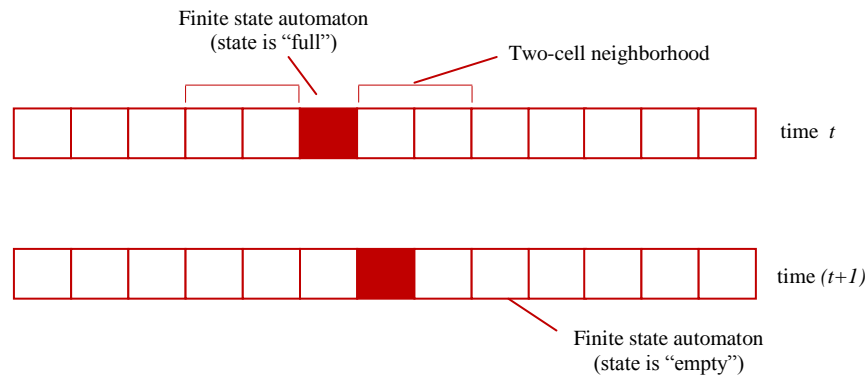 Finite state automaton
(state is “full”)
Two-cell neighborhood
time t
time (t+1)
Finite state automaton
(state is “empty”)